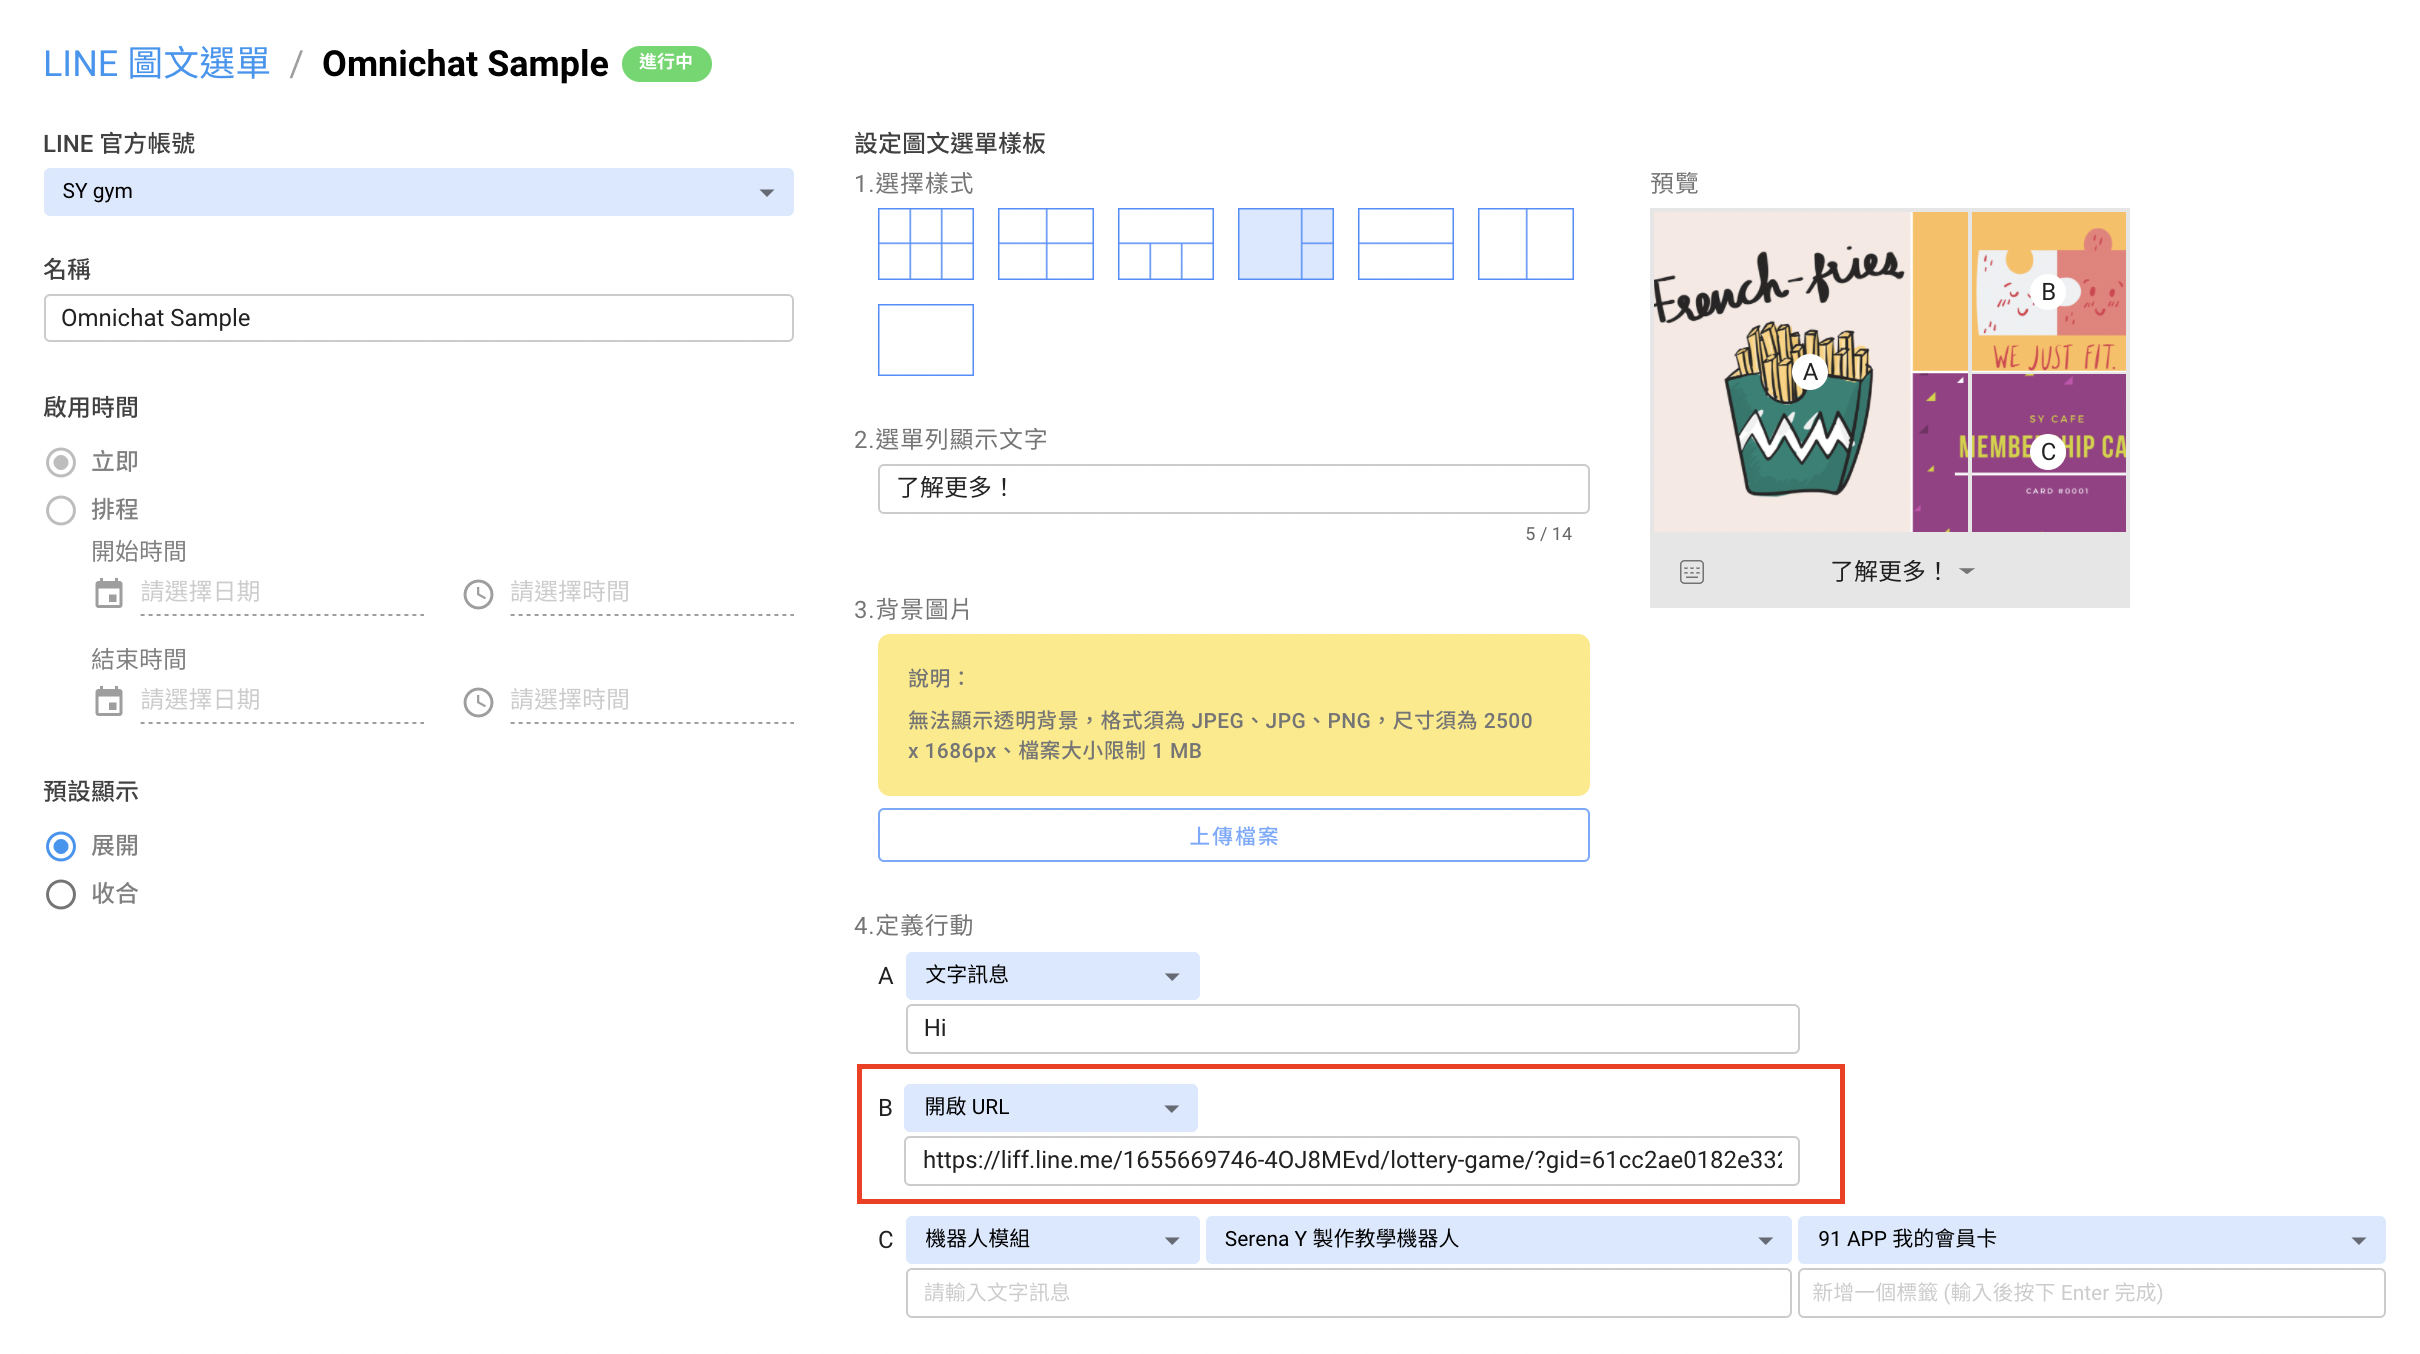 LINE 圖文選單 / Omnichat Sample 進行中
LINE 官方帳號
SY gym
名稱
Omnichat Sample
啟用時間
立即
排程
開始時間
請選擇日期 請選擇時間
結束時間
請選擇日期 請選擇時間
預設顯示
展開
收合
設定圖文選單樣板
1.選擇樣式
2.選單列顯示文字
了解更多！
5 / 14
3.背景圖片
說明：
無法顯示透明背景，格式須為 JPEG、JPG、PNG，尺寸須為 2500
x 1686px、檔案大小限制 1 MB
上傳檔案
4.定義行動
A 文字訊息
Hi
B 開啟 URL
https://liff.line.me/1655669746-4OJ8MEvd/lottery-game/?gid=61cc2ae0182e332
C 機器人模組 Serena Y 製作教學機器人 91 APP 我的會員卡
請輸入文字訊息 新增一個標籤 (輸入後按下 Enter 完成)
預覽
French-fries
A
B
WE JUST FIT.
SY CAFE
MEMBERSHIP CA
C
CARD #0001
了解更多！